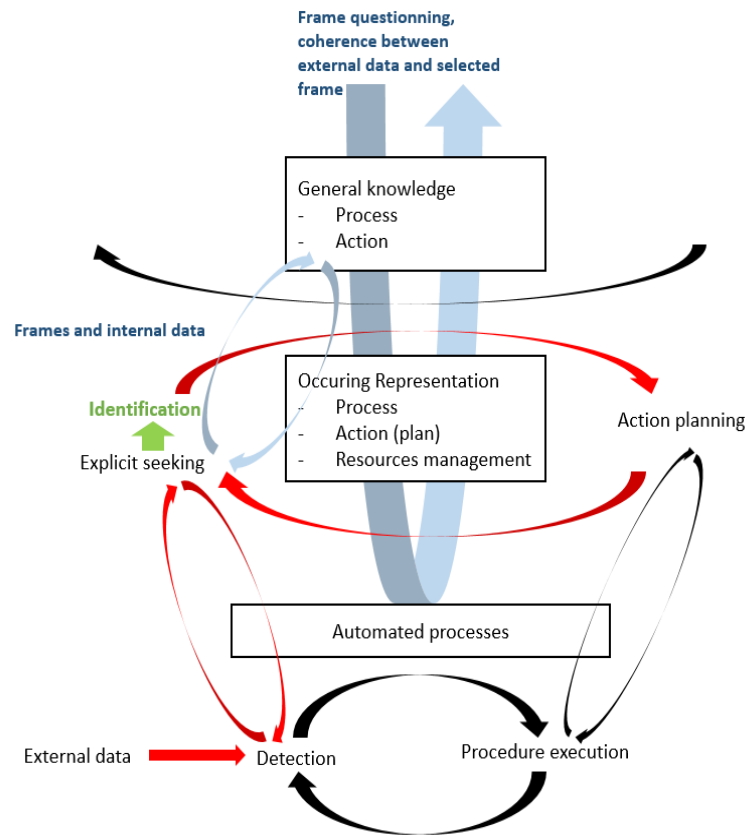 Frame questionning,
coherence between
external data and selected
frame
General knowledge
- Process
- Action
Frames and internal data
Occuring Representation
- Process
- Action (plan)
- Resources management
Identification
Explicit seeking
Action planning
Automated processes
External data
Detection
Procedure execution